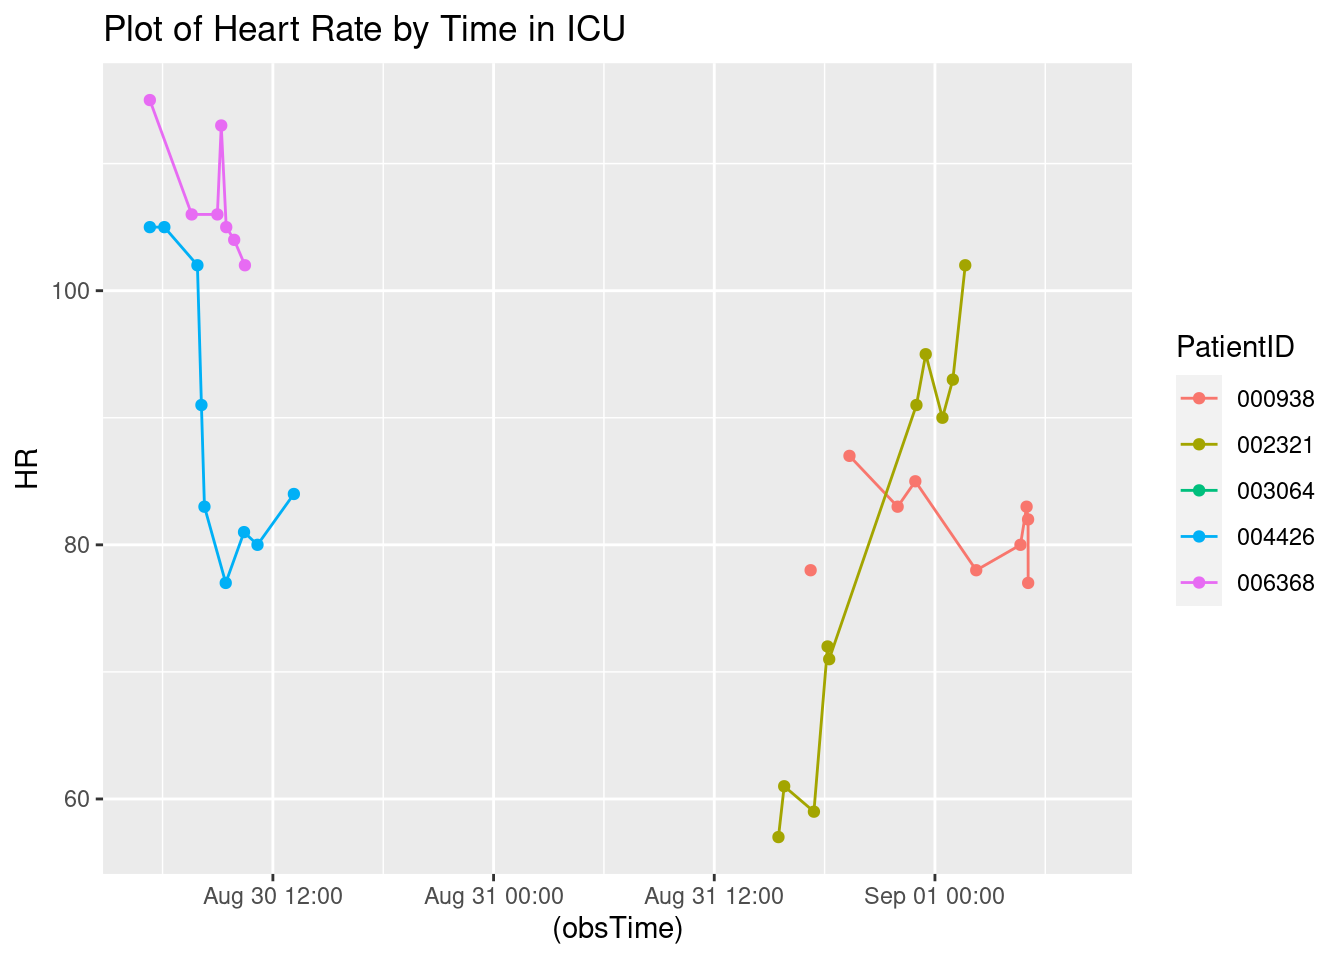 Plot of Heart Rate by Time in ICU
HR
100
80
60
Aug 30 12:00
Aug 31 00:00
Aug 31 12:00
Sep 01 00:00
(obsTime)
PatientID
000938
002321
003064
004426
006368